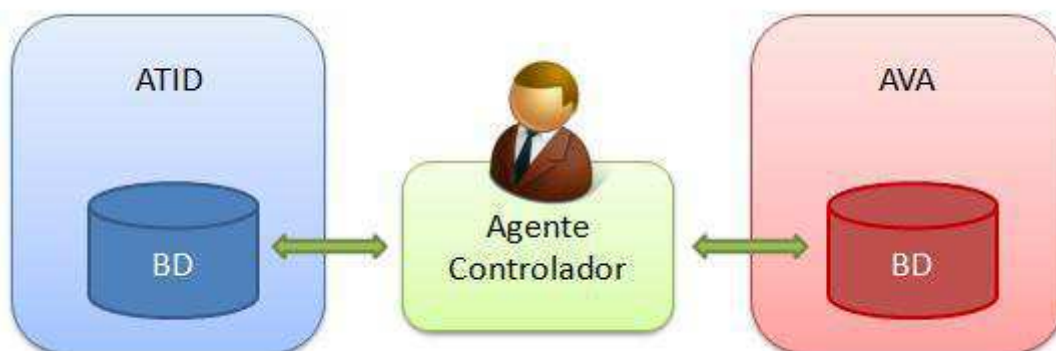 ATID
BD
Agente
Controlador
AVA
BD